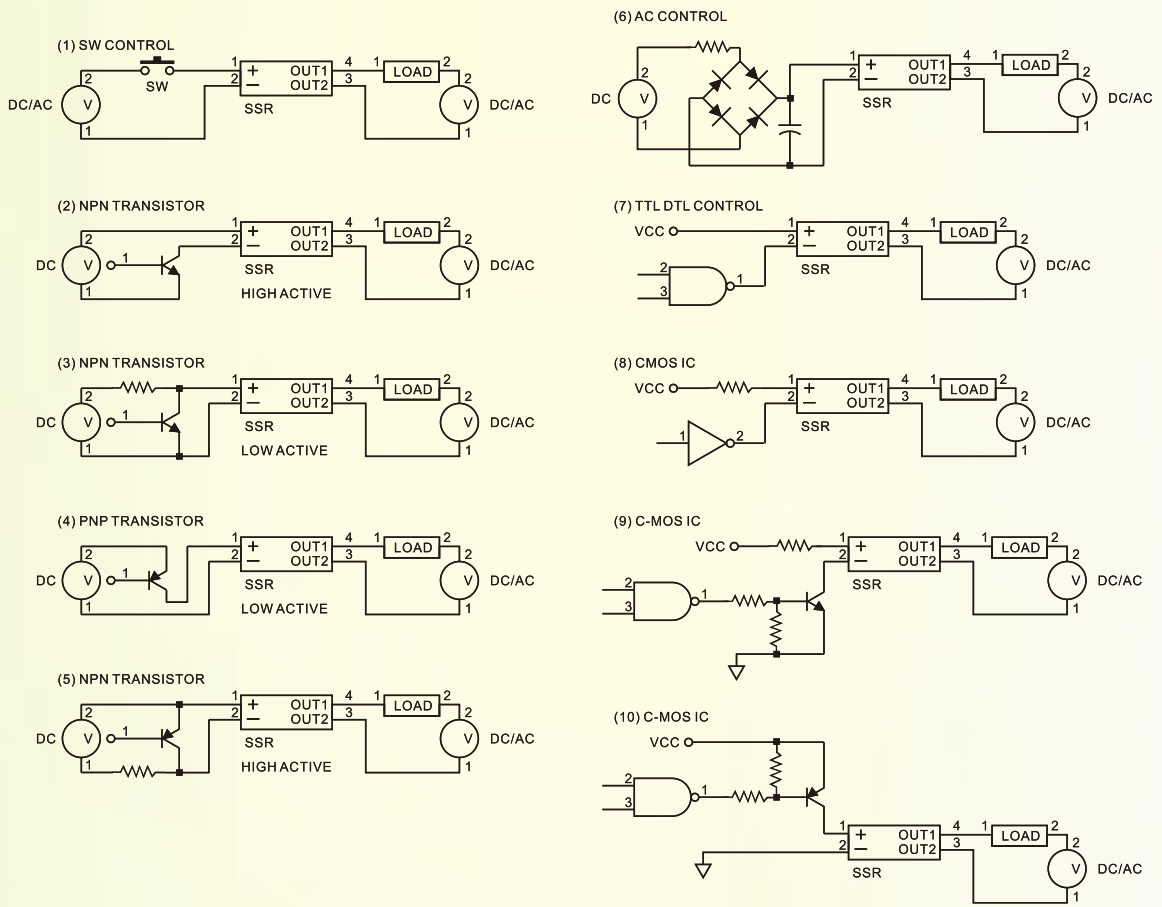 (1) SW CONTROL
SW
DC/AC
2
V
1
1
2
+
−
OUT1
OUT2
SSR
4
3
1
LOAD
2
2
V
1
DC/AC
(2) NPN TRANSISTOR
DC
2
V
1
1
1
2
+
−
OUT1
OUT2
SSR
HIGH ACTIVE
4
3
1
LOAD
2
2
V
1
DC/AC
(3) NPN TRANSISTOR
DC
2
V
1
1
1
2
+
−
OUT1
OUT2
SSR
LOW ACTIVE
4
3
1
LOAD
2
2
V
1
DC/AC
(4) PNP TRANSISTOR
DC
2
V
1
1
1
2
+
−
OUT1
OUT2
SSR
LOW ACTIVE
4
3
1
LOAD
2
2
V
1
DC/AC
(5) NPN TRANSISTOR
DC
2
V
1
1
1
2
+
−
OUT1
OUT2
SSR
HIGH ACTIVE
4
3
1
LOAD
2
2
V
1
DC/AC
(6) AC CONTROL
DC
2
V
1
1
2
+
−
OUT1
OUT2
SSR
4
3
1
LOAD
2
2
V
1
DC/AC
(7) TTL DTL CONTROL
VCC
2
3
1
1
2
+
−
OUT1
OUT2
SSR
4
3
1
LOAD
2
2
V
1
DC/AC
(8) CMOS IC
VCC
1
2
1
2
+
−
OUT1
OUT2
SSR
4
3
1
LOAD
2
2
V
1
DC/AC
(9) C-MOS IC
VCC
2
3
1
1
2
+
−
OUT1
OUT2
SSR
4
3
1
LOAD
2
2
V
1
DC/AC
(10) C-MOS IC
VCC
2
3
1
1
2
+
−
OUT1
OUT2
SSR
4
3
1
LOAD
2
2
V
1
DC/AC